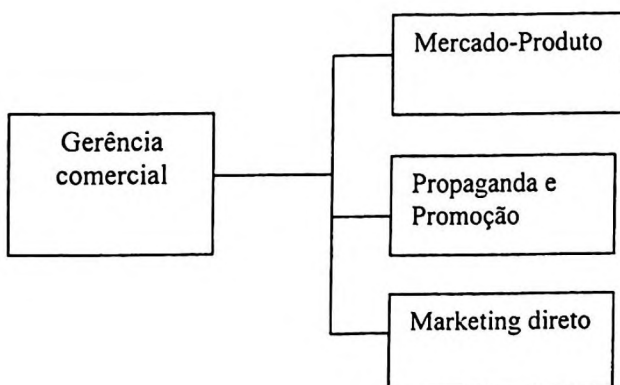 Gerência
comercial
Mercado-Produto
Propaganda e
Promoção
Marketing direto